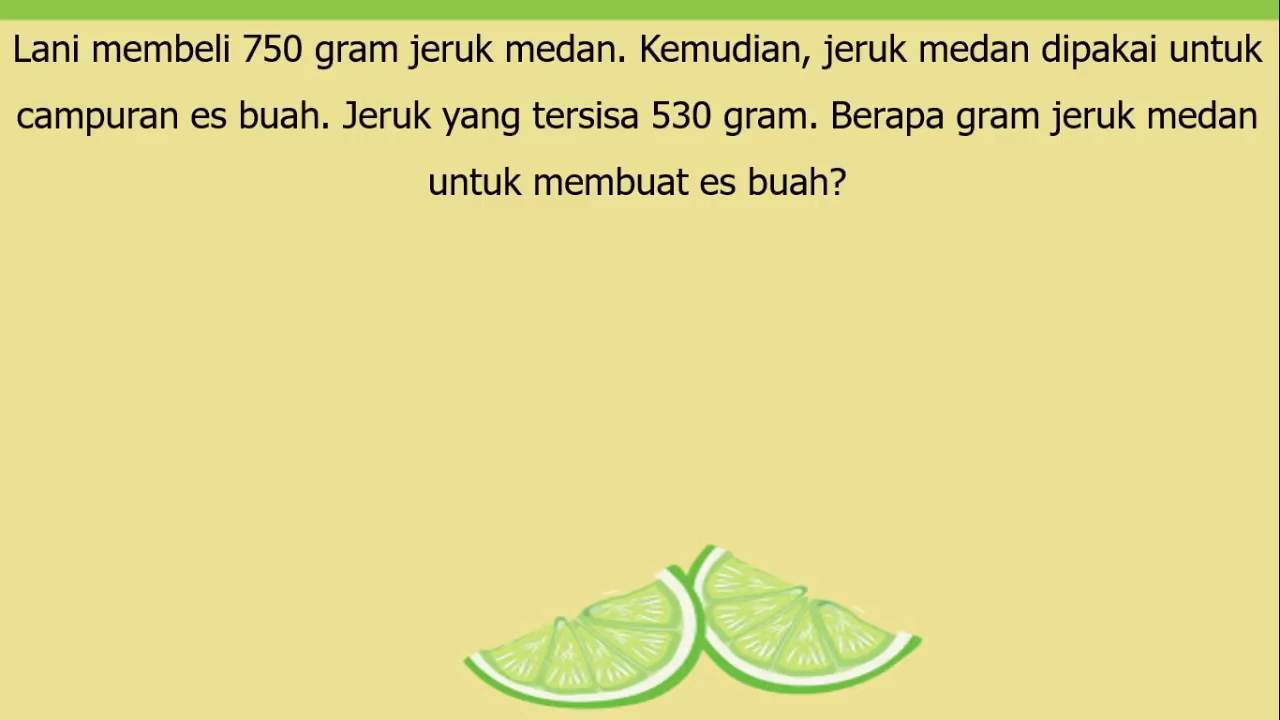 Lani membeli 750 gram jeruk medan. Kemudian, jeruk medan dipakai untuk
campuran es buah. Jeruk yang tersisa 530 gram. Berapa gram jeruk medan
untuk membuat es buah?